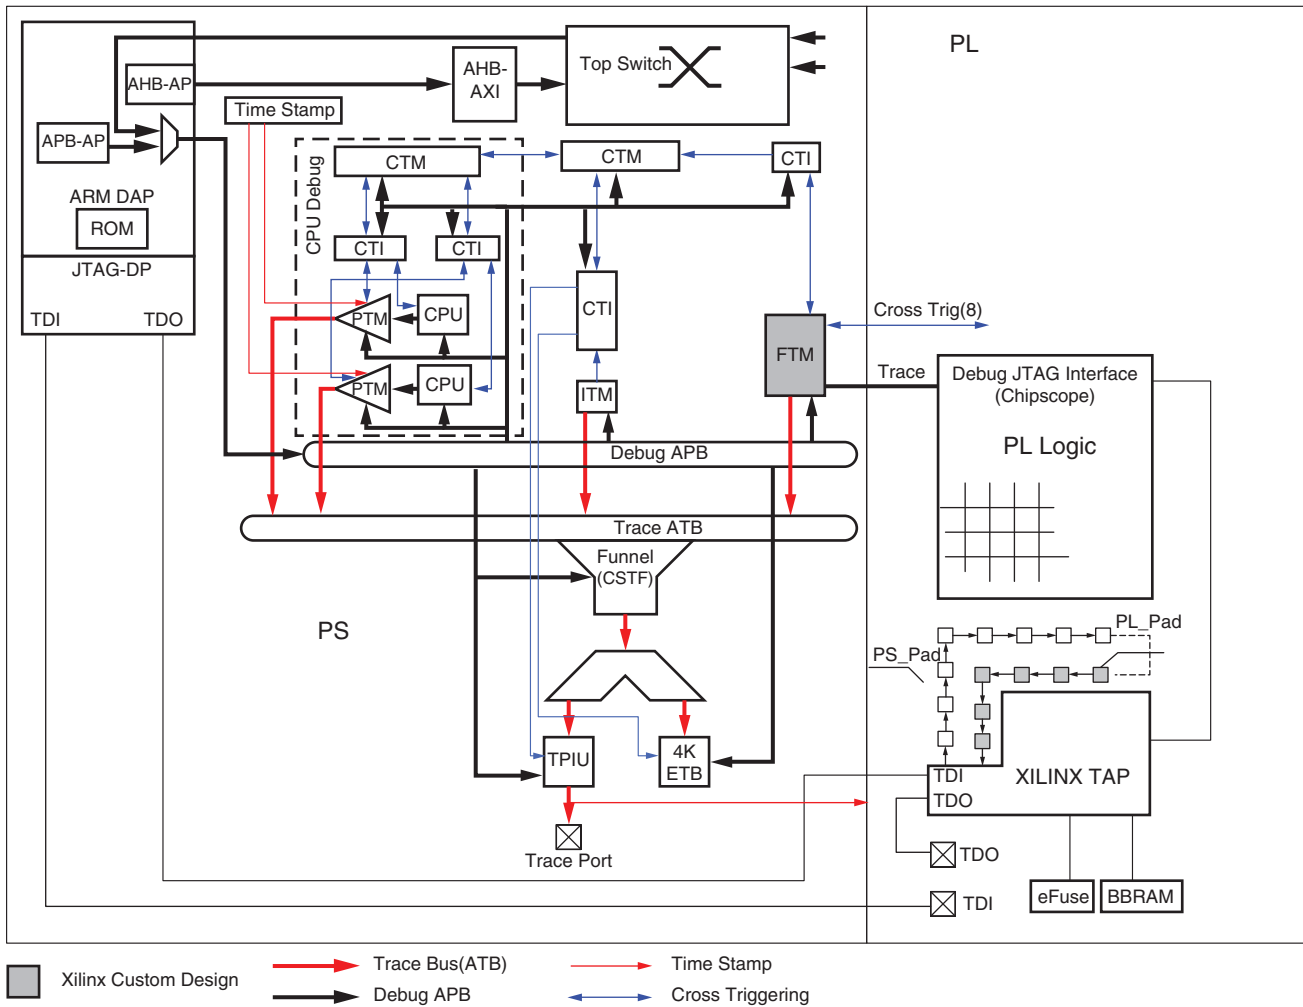 PL
Top Switch
AHB-
AXI
AHB-AP
Time Stamp
APB-AP
CPU Debug
CTM
CTM
CTI
ARM DAP
ROM
CTI
CTI
JTAG-DP
TDI
TDO
CTI
PTM
CPU
Cross Trig(8)
FTM
Trace
Debug JTAG Interface
(Chipscope)
PL Logic
PTM
CPU
ITM
Debug APB
Trace ATB
Funnel
(CSTF)
PS
PL_Pad
PS_Pad
TPIU
4K
ETB
TDI
TDO
XILINX TAP
Trace Port
TDO
TDI
eFuse
BBRAM
Xilinx Custom Design
Trace Bus(ATB)
Time Stamp
Debug APB
Cross Triggering